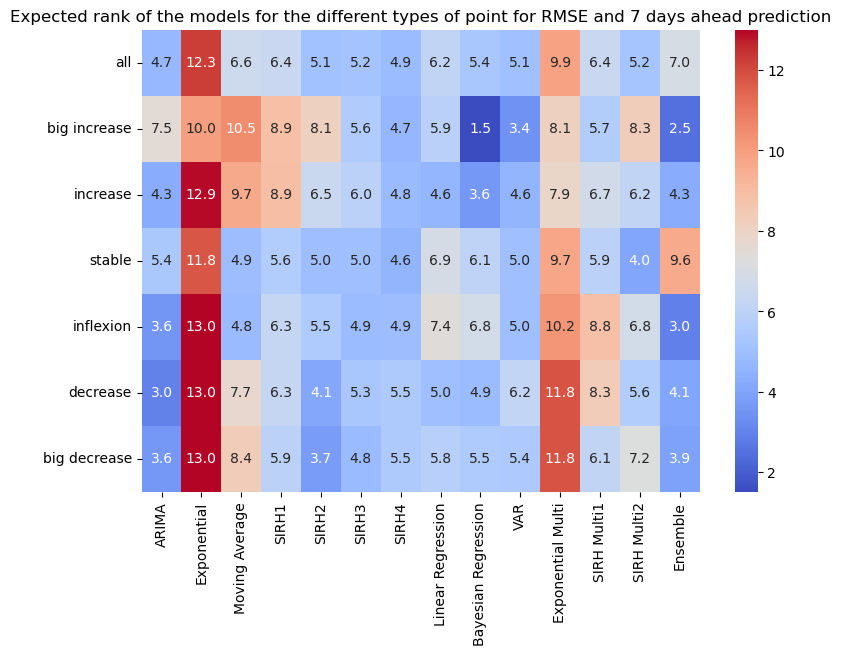 Expected rank of the models for the different types of point for RMSE and 7 days ahead prediction
all 4.7 12.3 6.6 6.4 5.1 5.2 4.9 6.2 5.4 5.1 9.9 6.4 5.2 7.0
big increase 7.5 10.0 10.5 8.9 8.1 5.6 4.7 5.9 1.5 3.4 8.1 5.7 8.3 2.5
increase 4.3 12.9 9.7 8.9 6.5 6.0 4.8 4.6 3.6 4.6 7.9 6.7 6.2 4.3
stable 5.4 11.8 4.9 5.6 5.0 5.0 4.6 6.9 6.1 5.0 9.7 5.9 4.0 9.6
inflexion 3.6 13.0 4.8 6.3 5.5 4.9 4.9 7.4 6.8 5.0 10.2 8.8 6.8 3.0
decrease 3.0 13.0 7.7 6.3 4.1 5.3 5.5 5.0 4.9 6.2 11.8 8.3 5.6 4.1
big decrease 3.6 13.0 8.4 5.9 3.7 4.8 5.5 5.8 5.5 5.4 11.8 6.1 7.2 3.9
ARIMA
Exponential
Moving Average
SIRH1
SIRH2
SIRH3
SIRH4
Linear Regression
Bayesian Regression
VAR
Exponential Multi
SIRH Multi1
SIRH Multi2
Ensemble
12
10
8
6
4
2